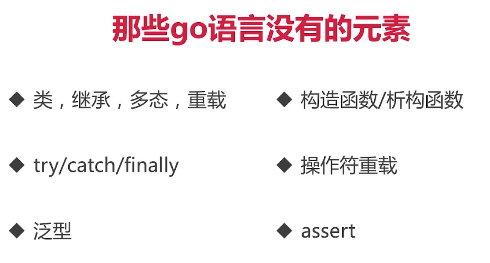 那些go语言没有的元素
◆ 类，继承，多态，重载
◆ 构造函数/析构函数
◆ try/catch/finally
◆ 操作符重载
◆ 泛型
◆ assert